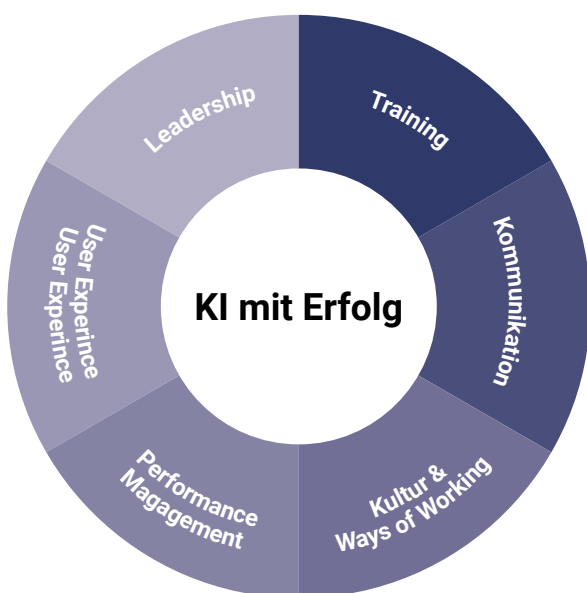 Leadership
Training
User Experince
User Experince
Kommunikation
KI mit Erfolg
Performance
Magagement
Kultur &
Ways of Working